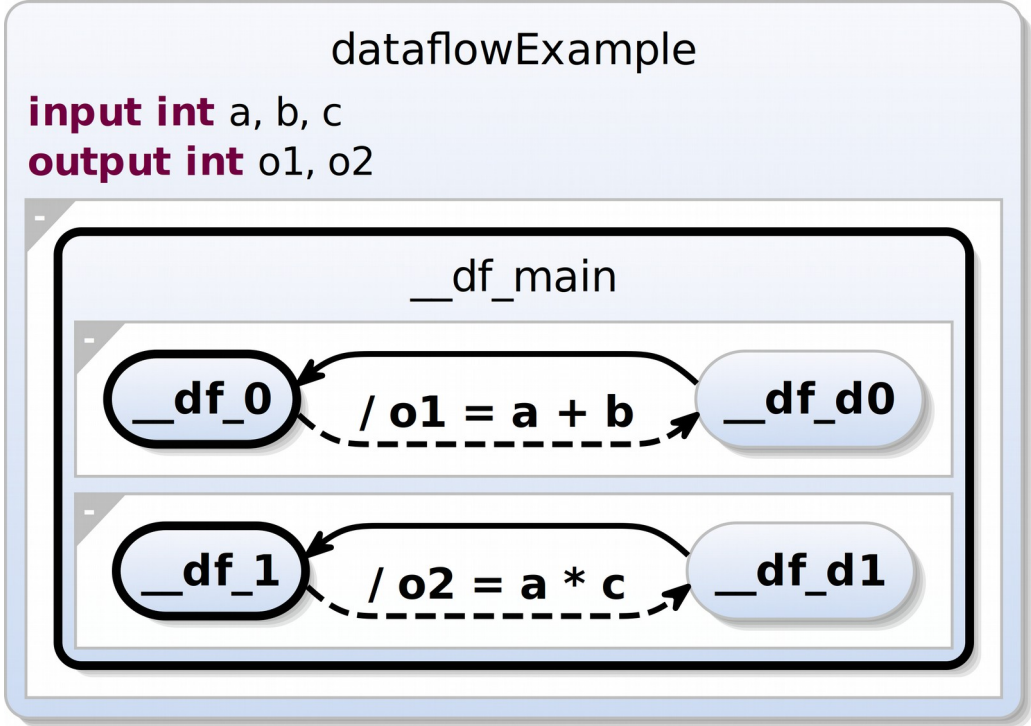 dataflowExample
input int a, b, c
output int o1, o2
-
__df_main
-
__df_0 / o1 = a + b __df_d0
-
__df_1 / o2 = a * c __df_d1